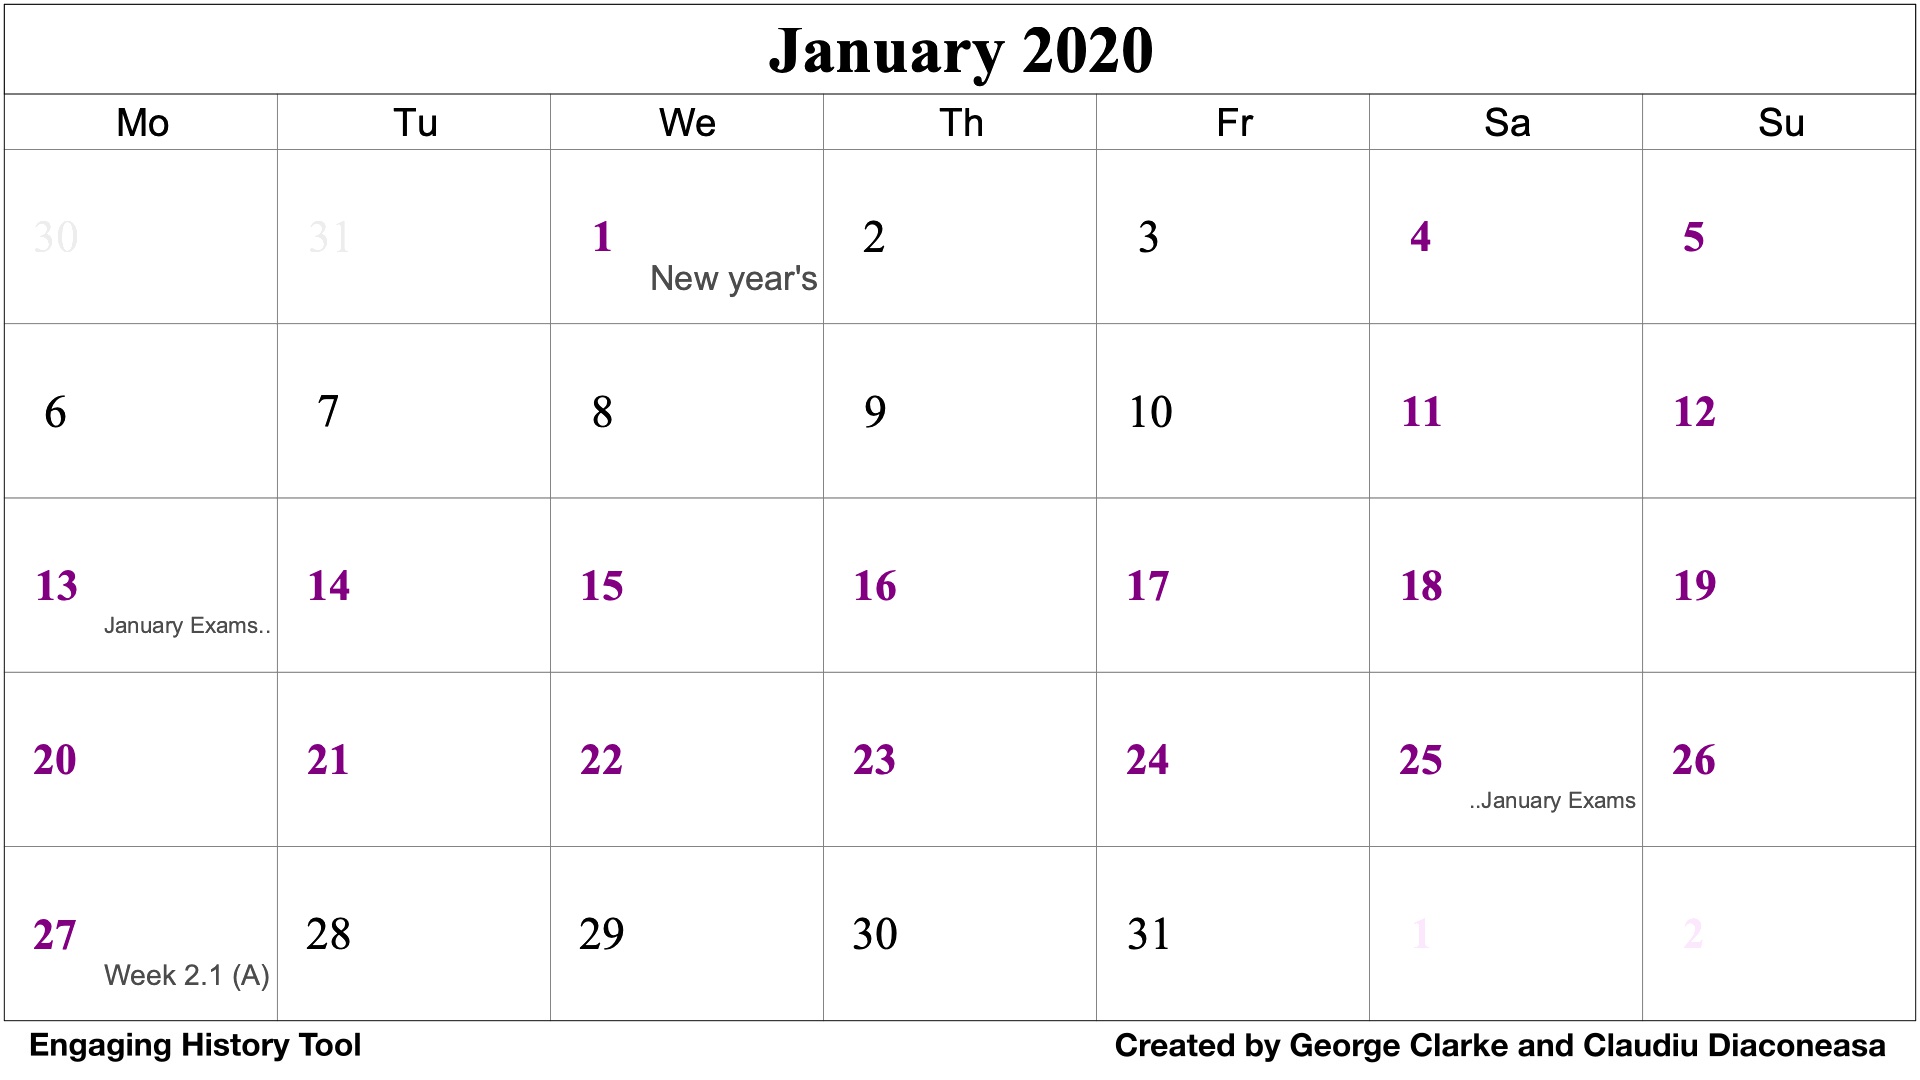 January 2020
Mo Tu We Th Fr Sa Su
30 31 1 2 3 4 5
New year's
6 7 8 9 10 11 12
13 14 15 16 17 18 19
January Exams..
20 21 22 23 24 25 26
..January Exams
27 28 29 30 31 1 2
Week 2.1 (A)
Engaging History Tool Created by George Clarke and Claudiu Diaconeasa